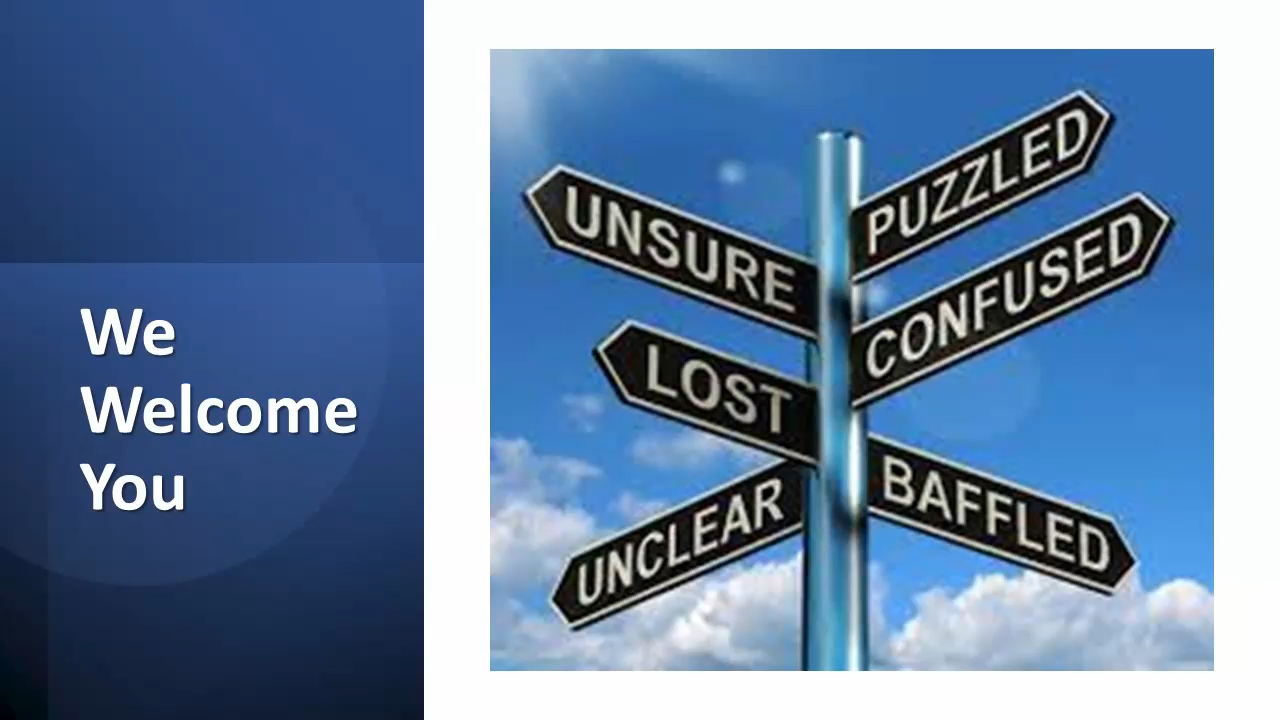 We
Welcome
You
PUZZLED
UNSURE
CONFUSED
LOST
BAFFLED
UNCLEAR